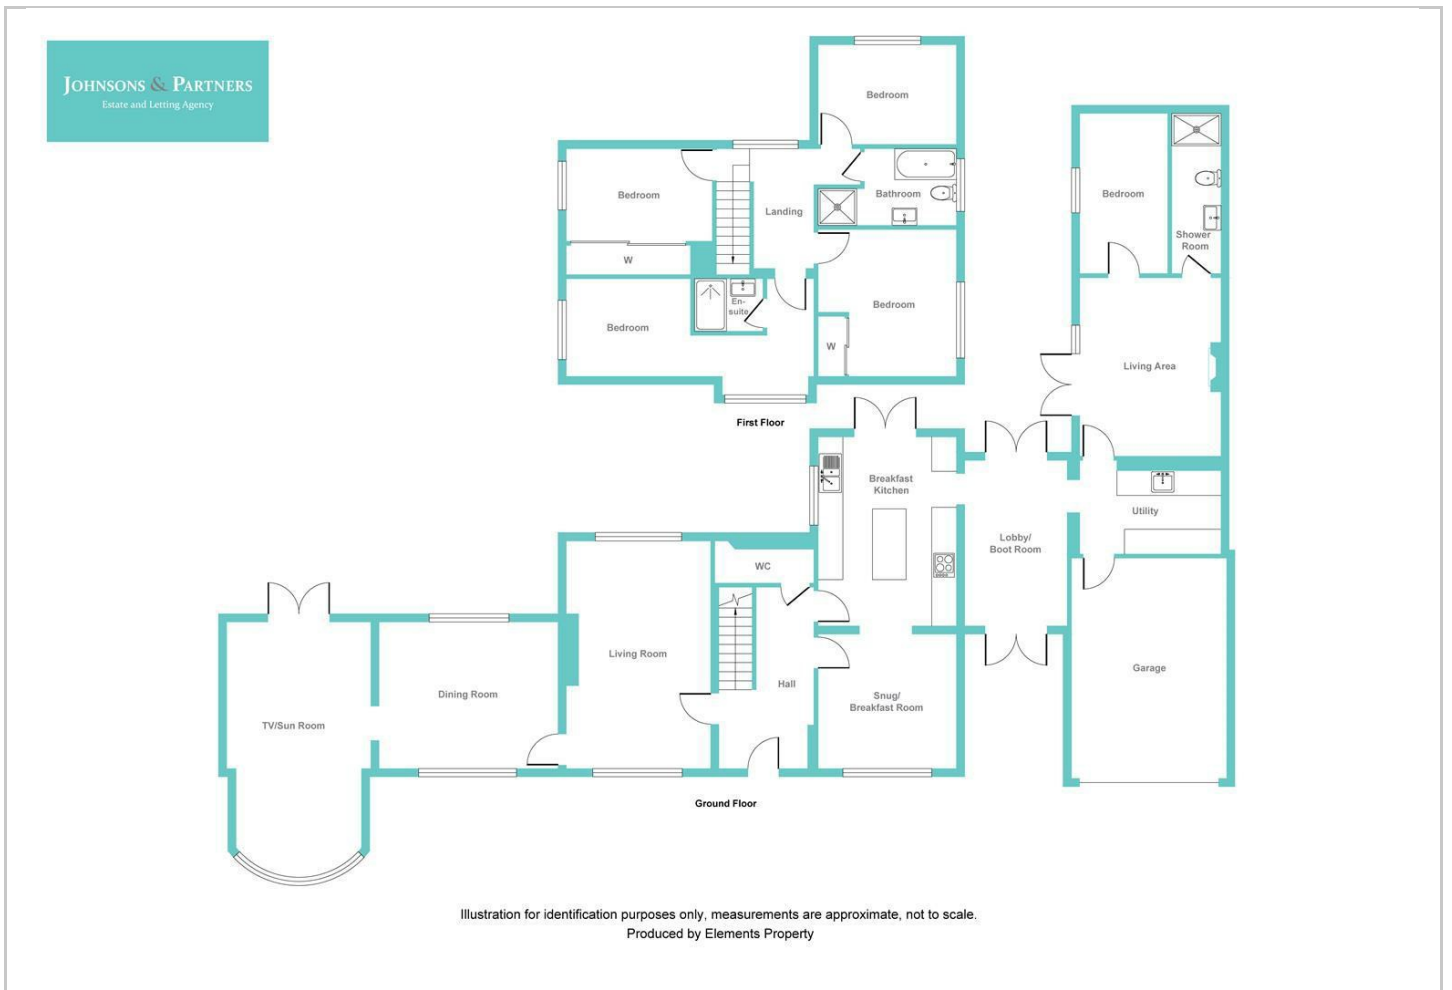 JOHNSONS & PARTNERS
Estate and Letting Agency
Bedroom
Bedroom
Landing
Bathroom
W
En-
suite
Bedroom
Bedroom
W
First Floor
Bedroom
Shower
Room
Living Area
Breakfast
Kitchen
Utility
Lobby/
Boot Room
WC
Living Room
Hall
Dining Room
TV/Sun Room
Snug/
Breakfast Room
Garage
Ground Floor
Illustration for identification purposes only, measurements are approximate, not to scale.
Produced by Elements Property